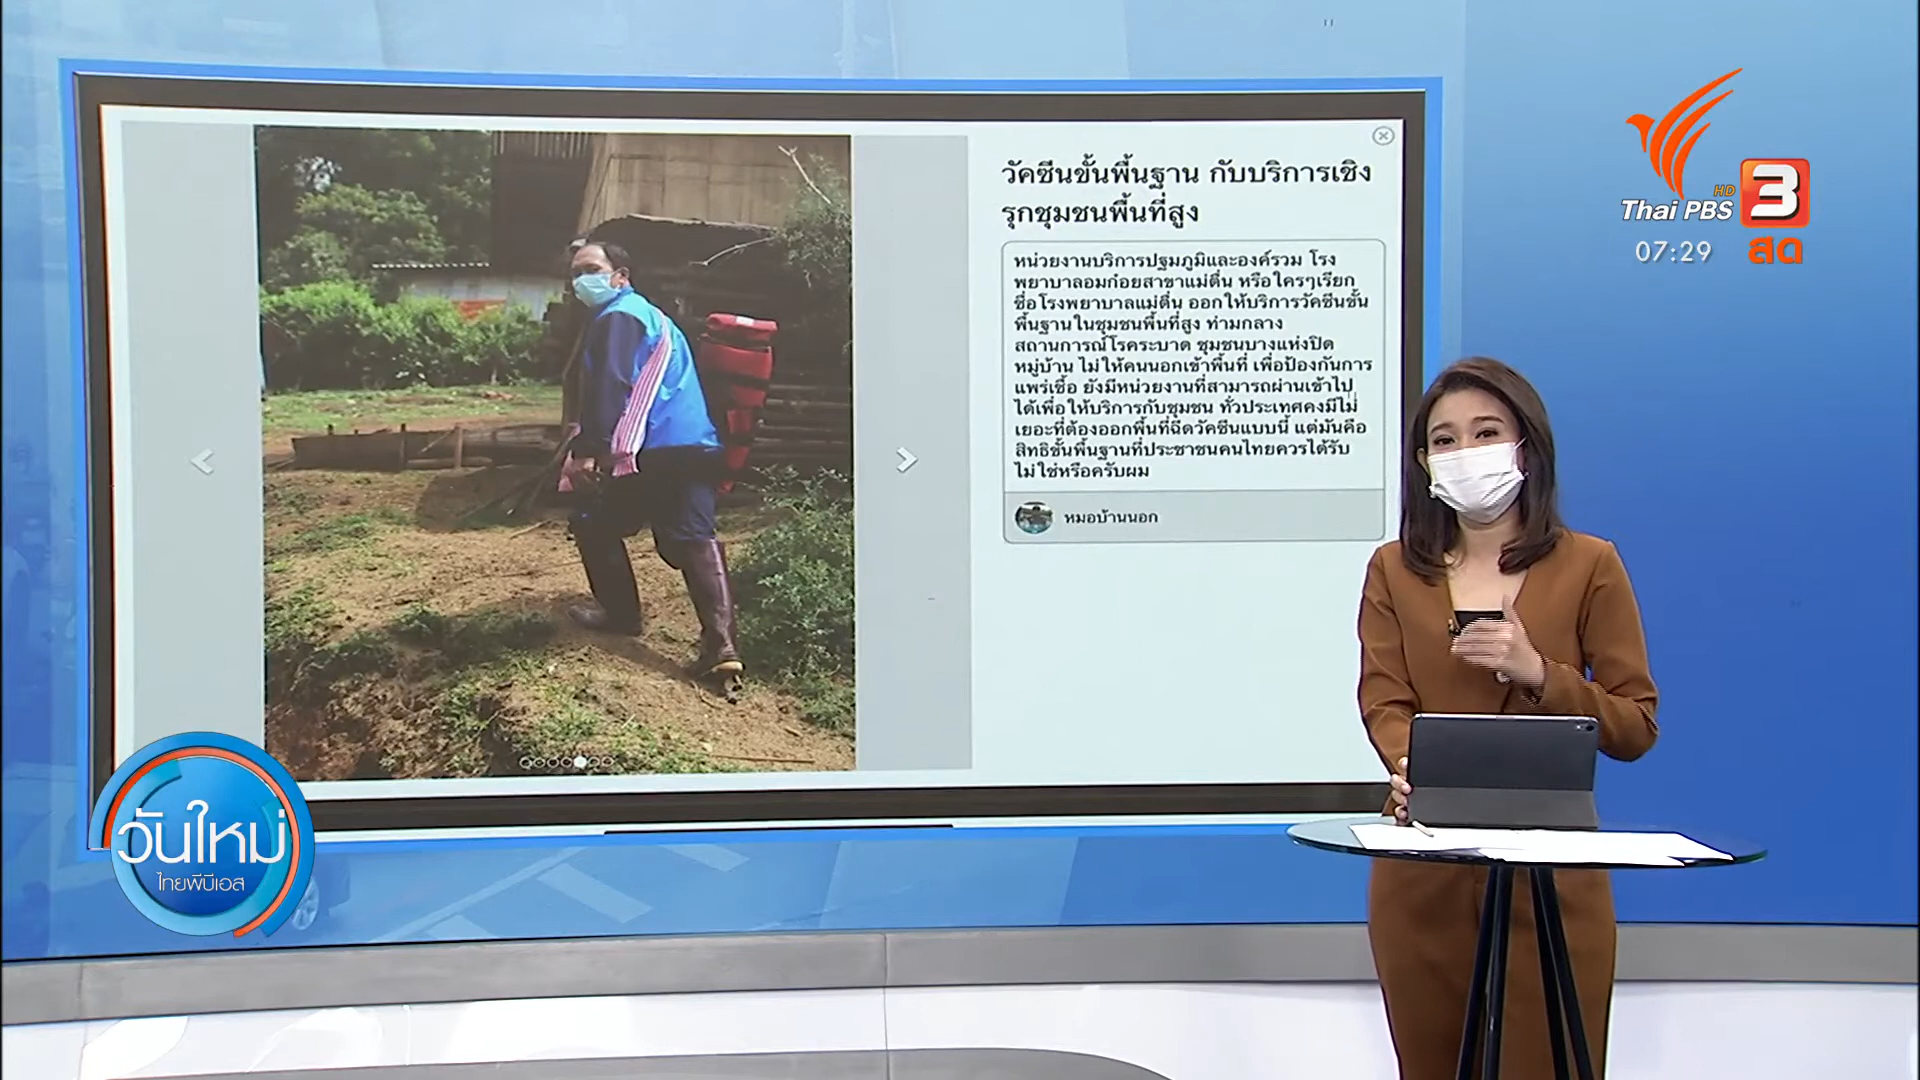 วัคซีนขั้นพื้นฐาน กับบริการเชิง
รุกชุมชนพื้นที่สูง
หน่วยงานบริการปฐมภูมิและองค์รวม โรง
พยาบาลอมก๋อยสาขาแม่ตื่น หรือใครๆเรียก
ชื่อโรงพยาบาลแม่ตื่น ออกให้บริการวัคซีนขั้น
พื้นฐานในชุมชนพื้นที่สูง ท่ามกลาง
สถานการณ์โรคระบาด ชุมชนบางแห่งปิด
หมู่บ้าน ไม่ให้คนนอกเข้าพื้นที่ เพื่อป้องกันการ
แพร่เชื้อ ยังมีหน่วยงานที่สามารถผ่านเข้าไป
ได้เพื่อให้บริการกับชุมชน ทั่วประเทศคงมีไม่
เยอะที่ต้องออกพื้นที่ฉีดวัคซีนแบบนี้ แต่มันคือ
สิทธิขั้นพื้นฐานที่ประชาชนคนไทยควรได้รับ
ไม่ใช่หรือครับผม
หมอบ้านนอก
HD
Thai PBS 3
07:29 สด
วันใหม่
ไทยพีบีเอส